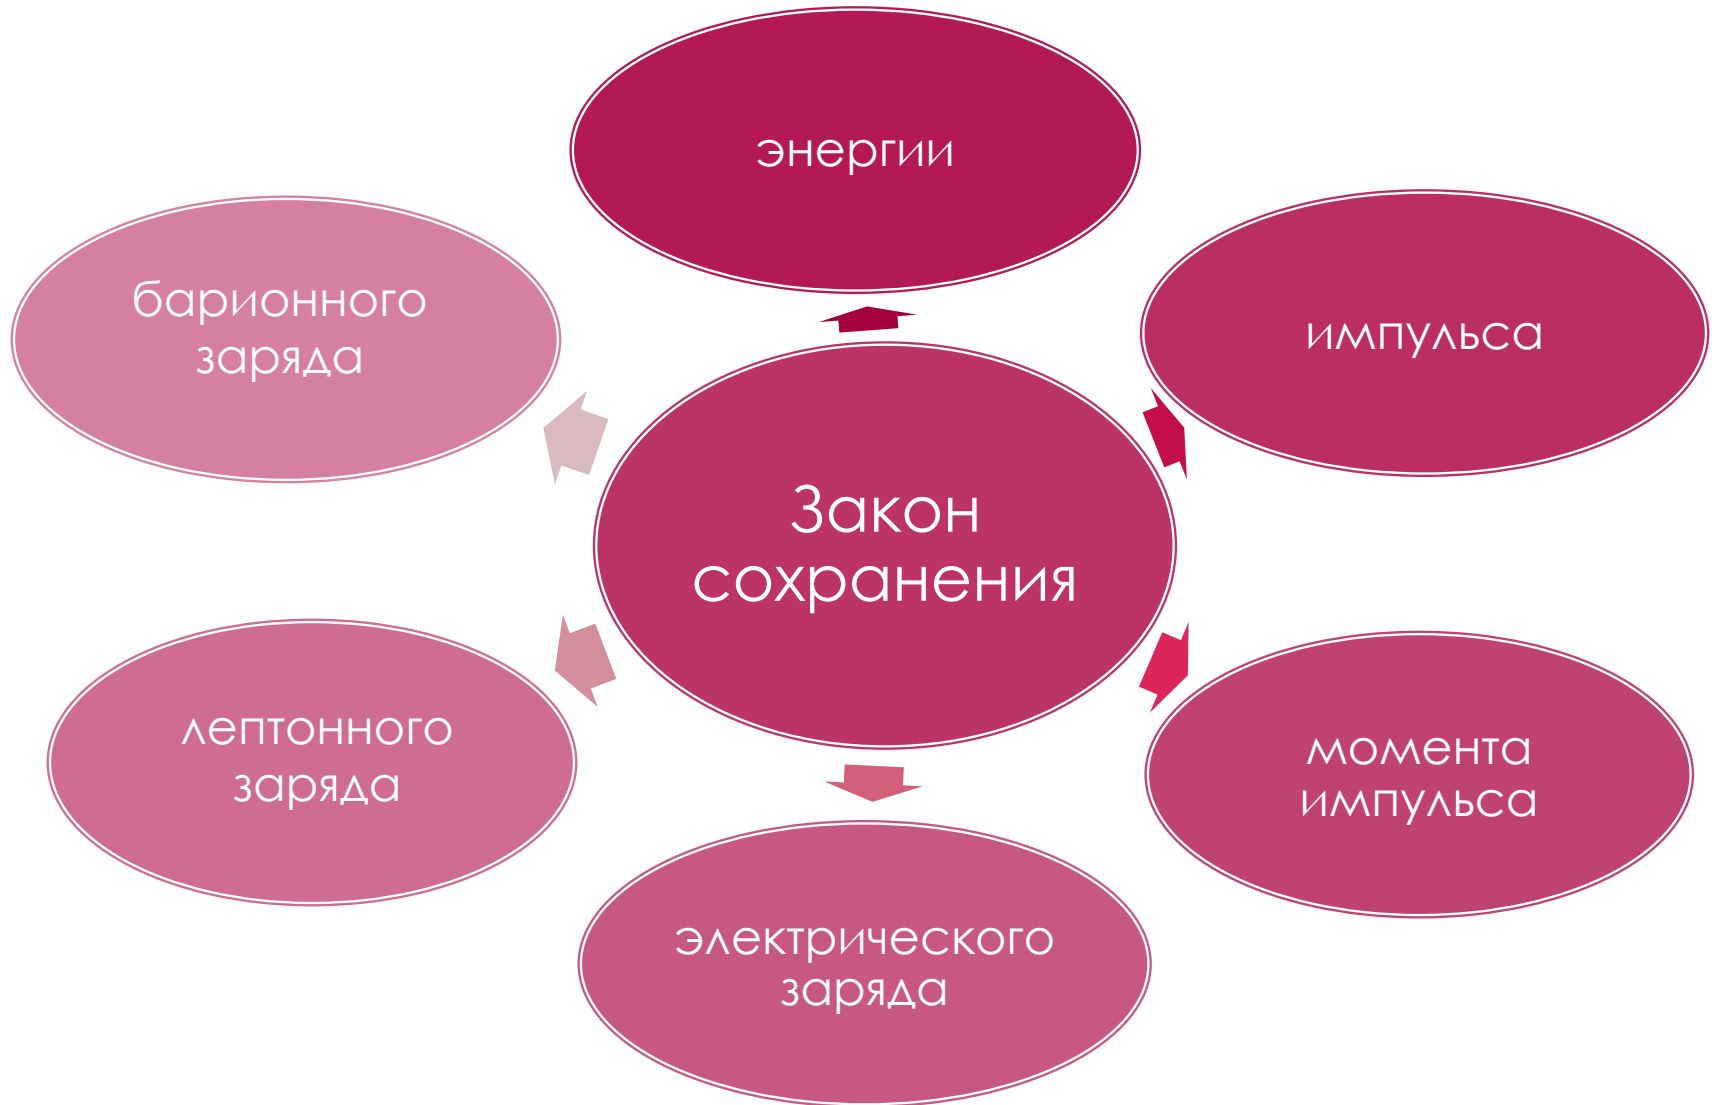 энергии
импульса
момента
импульса
электрического
заряда
лептонного
заряда
барионного
заряда
Закон
сохранения